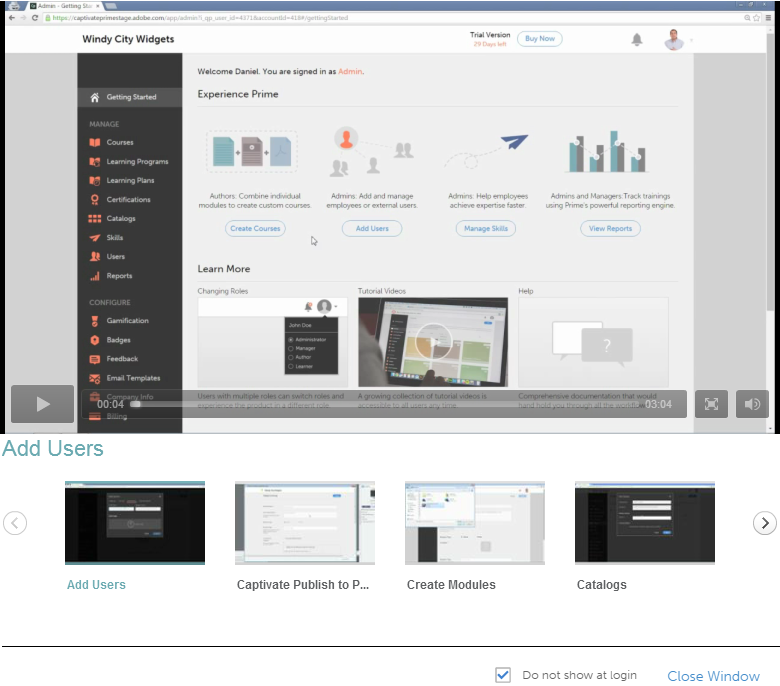 Admin - Getting Star
https://captivateprimestage.adobe.com/app/admin?i_qp_user_id=4371&accountId=418#/gettingStarted
Windy City Widgets
Trial Version
29 Days left
Buy Now
Welcome Daniel. You are signed in as Admin.
Getting Started
MANAGE
Courses
Learning Programs
Learning Plans
Certifications
Catalogs
Skills
Users
Reports
CONFIGURE
Gamification
Badges
Feedback
Email Templates
Company Info
Billing
Experience Prime
Authors: Combine individual
modules to create custom courses.
Create Courses
Admins: Add and manage
employees or external users.
Add Users
Admins: Help employees
achieve expertise faster.
Manage Skills
Admins and Managers:Track trainings
using Prime's powerful reporting engine.
View Reports
Learn More
Changing Roles
John Doe
Administrator
Manager
Author
Learner
Users with multiple roles can switch roles and
experience the product in a different role.
Tutorial Videos
A growing collection of tutorial videos is
accessible to all users any time.
Help
?
Comprehensive documentation that would
hand hold you through all the workflows
00:04
03:04
Add Users
Add Users
Captivate Publish to P...
Create Modules
Catalogs
Do not show at login
Close Window